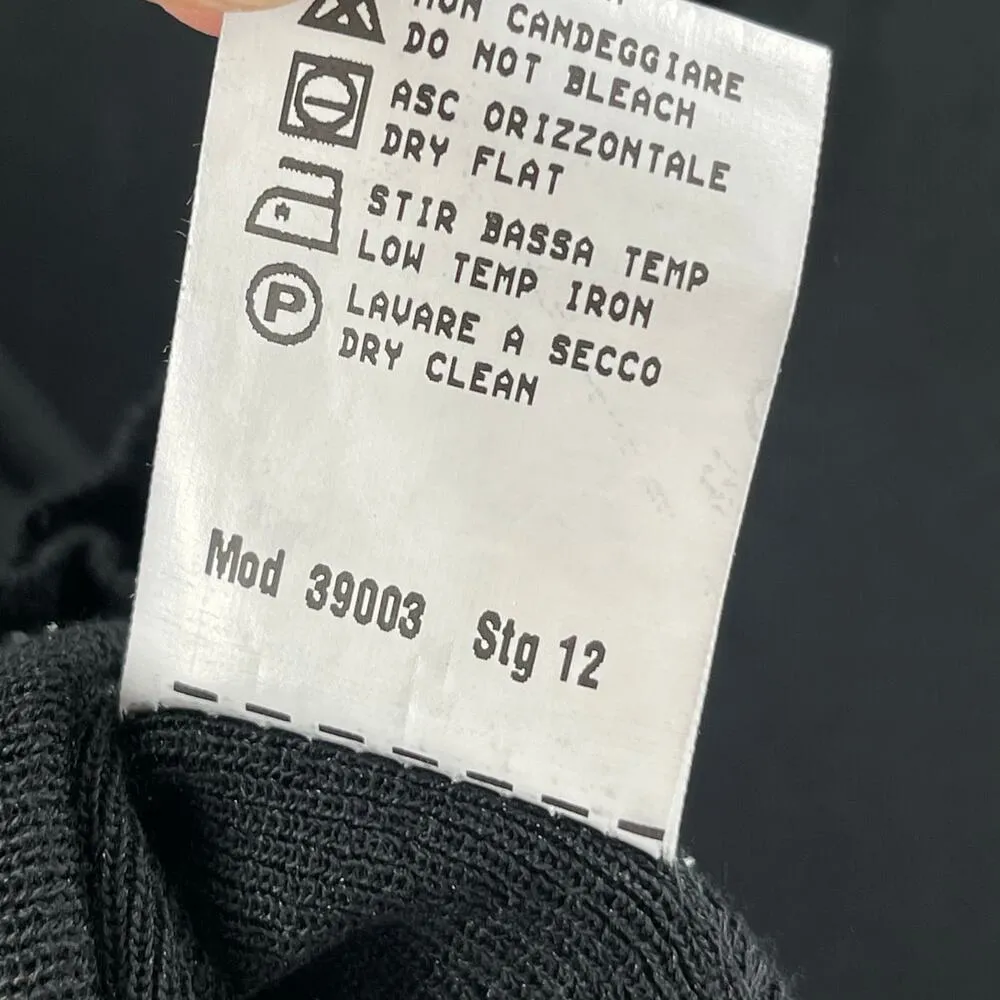 NON CANDEGGIARE
DO NOT BLEACH
ASC ORIZZONTALE
DRY FLAT
STIR BASSA TEMP
LOW TEMP IRON
P
LAVARE A SECCO
DRY CLEAN
Mod 39003 Stg 12